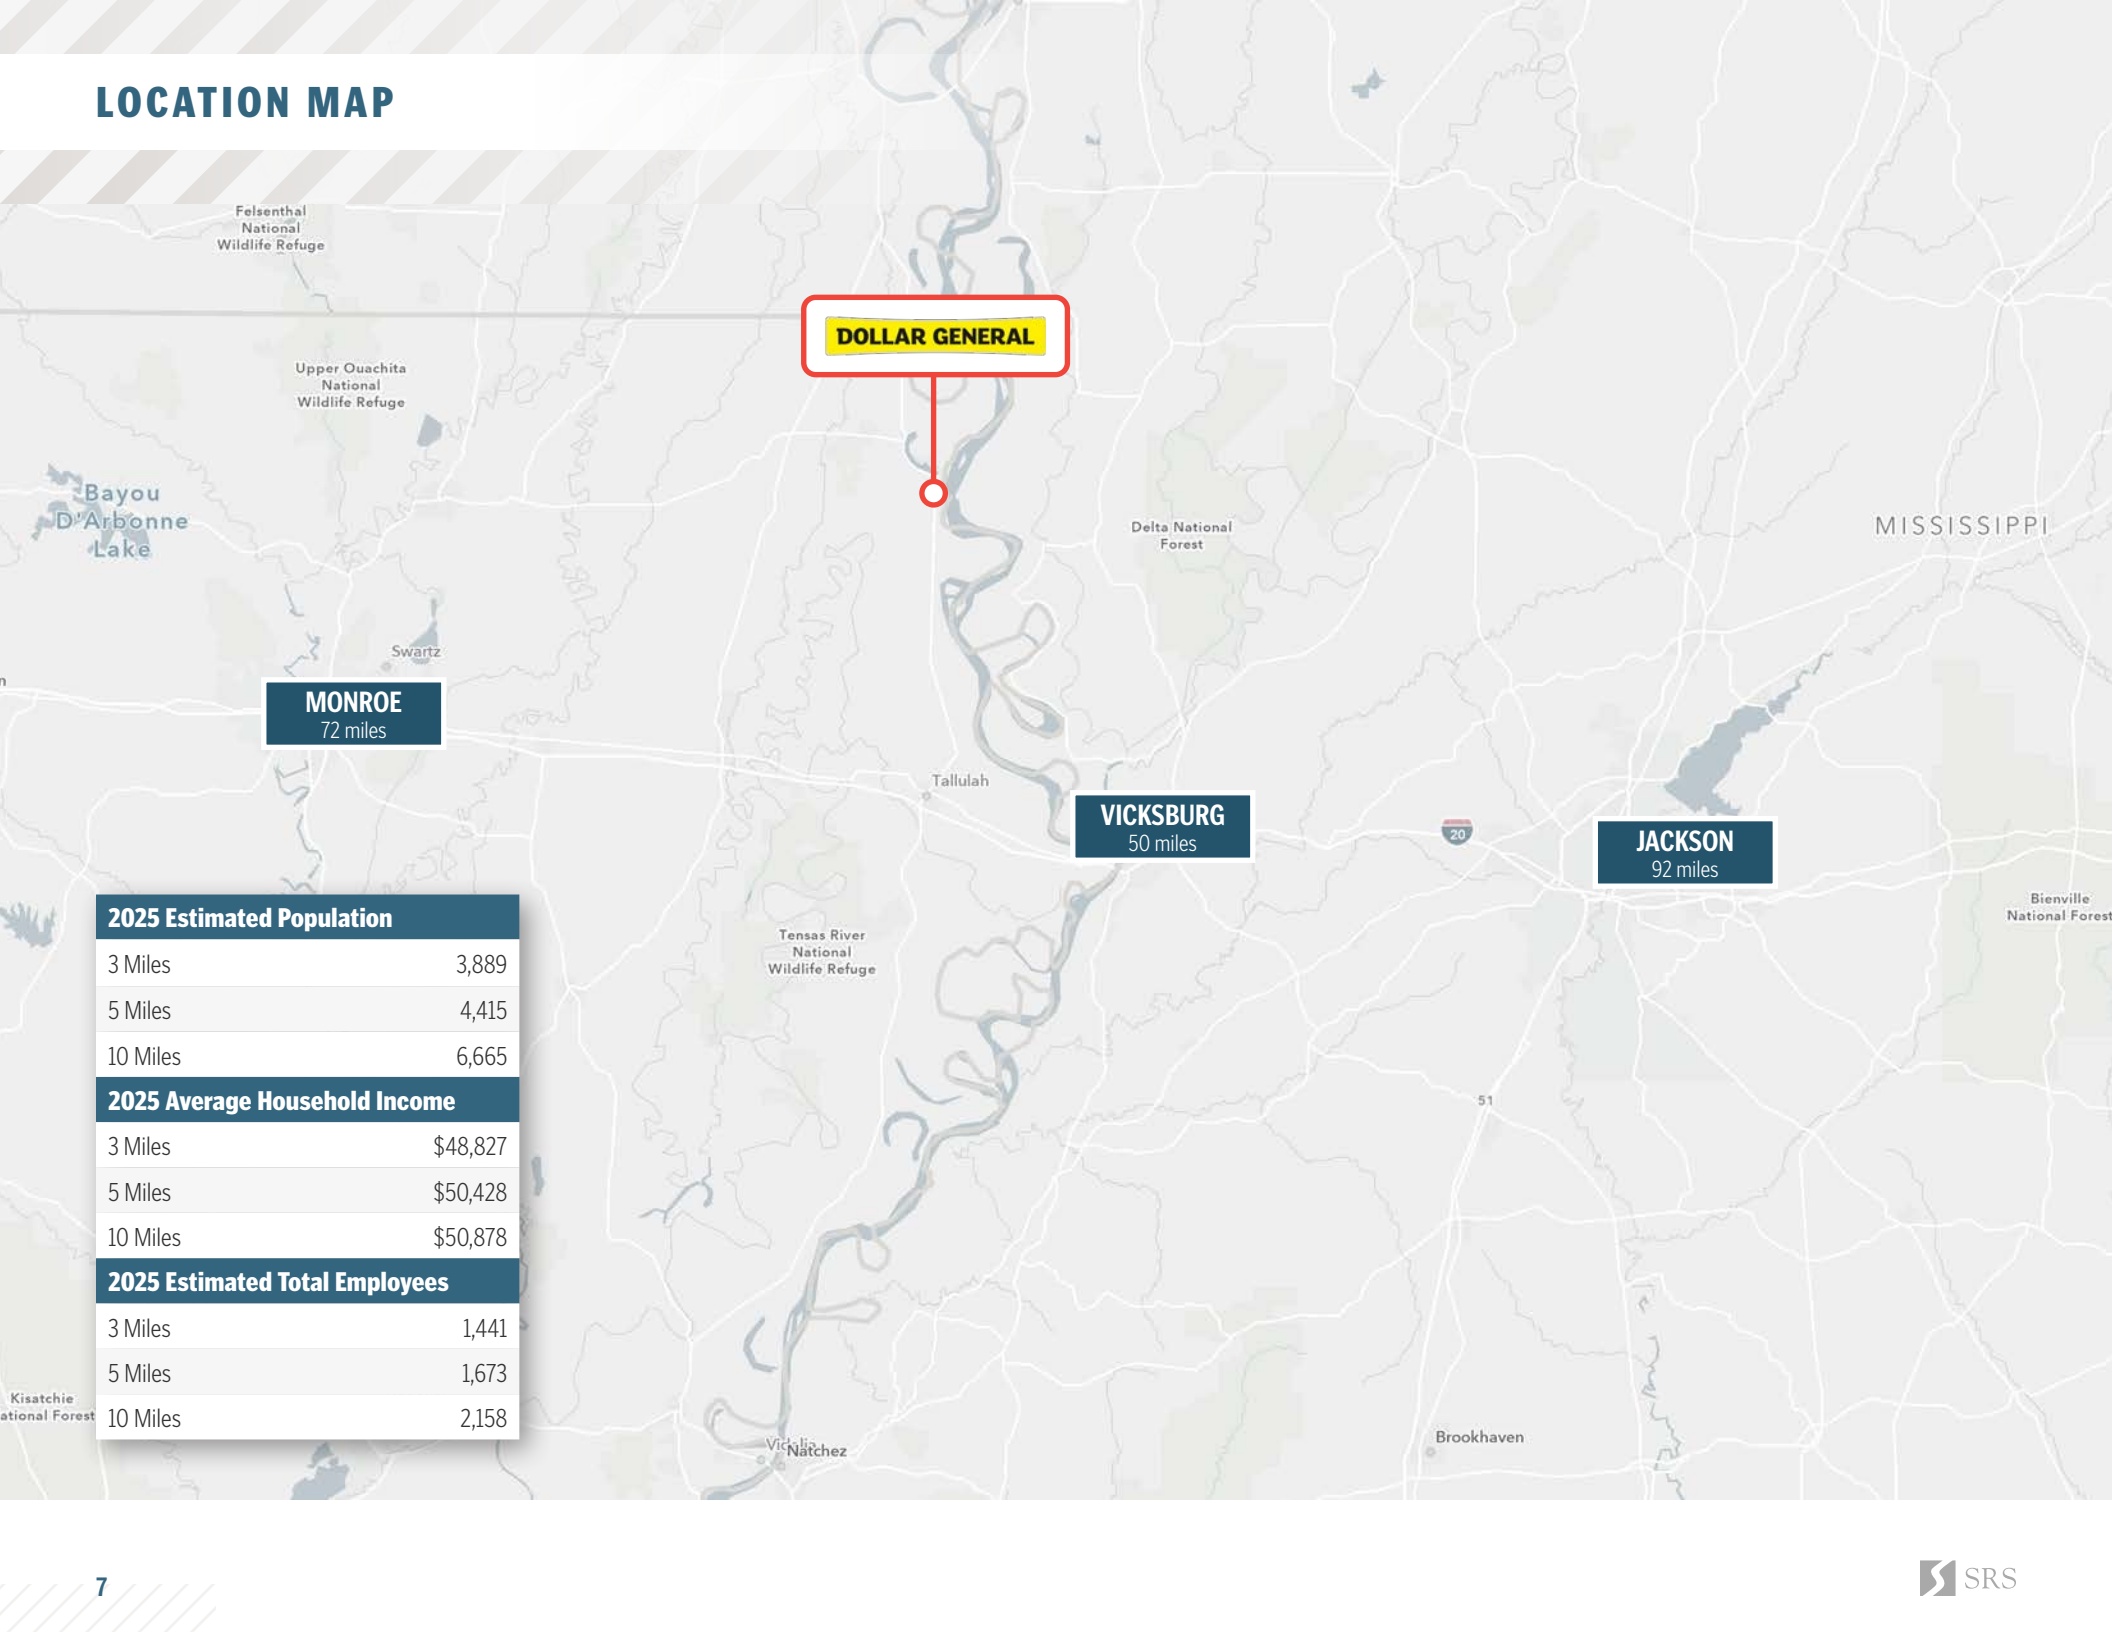 LOCATION MAP
Felsenthal
National
Wildlife Refuge
DOLLAR GENERAL
Upper Ouachita
National
Wildlife Refuge
Bayou
D'Arbonne
Lake
Delta National
Forest
MISSISSIPPI
Swartz
MONROE
72 miles
Tallulah
VICKSBURG
50 miles
20
JACKSON
92 miles
Bienville
National Forest
Tensas River
National
Wildlife Refuge
2025 Estimated Population
3 Miles 3,889
5 Miles 4,415
10 Miles 6,665
2025 Average Household Income
3 Miles $48,827
5 Miles $50,428
10 Miles $50,878
2025 Estimated Total Employees
3 Miles 1,441
5 Miles 1,673
10 Miles 2,158
51
Kisatchie
ational Forest
Natchez
Brookhaven
7
SRS